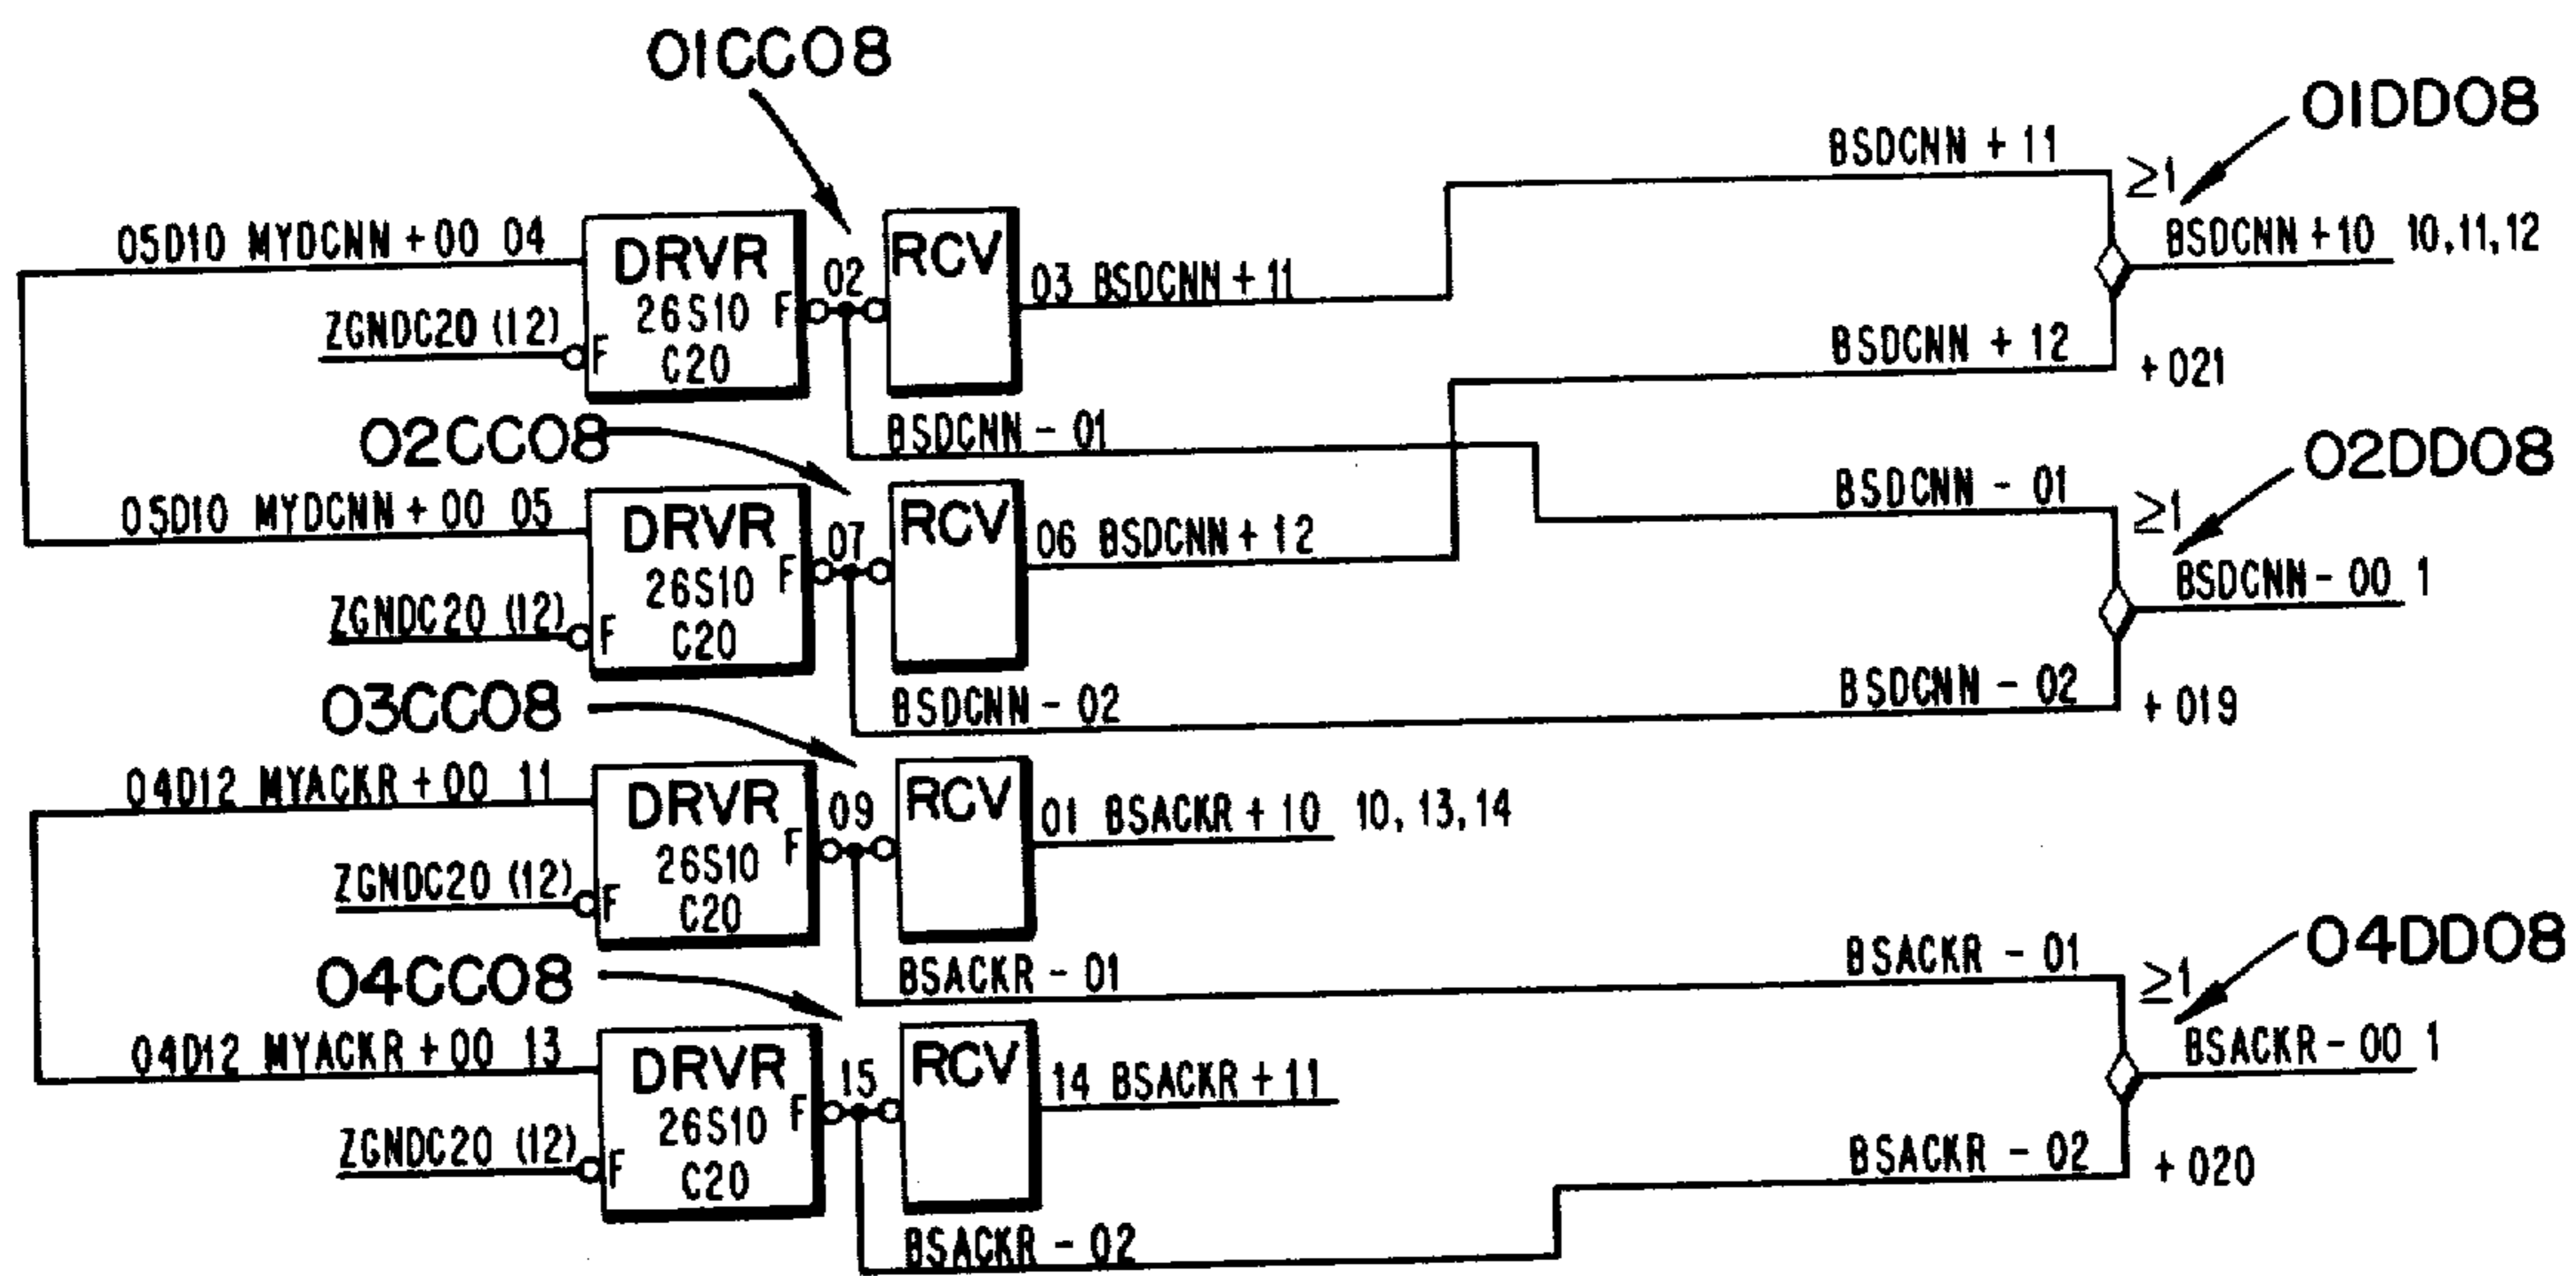 01CC08
01DD08
BSDCNN + 11
≥1
05D10 MYDCNN + 00 04
DRVR
26S10
C20
F
02
RCV
03 BSDCNN + 11
BSDCNN + 10 10,11,12
ZGNDC20 (12)
F
BSDCNN + 12
+ 021
BSDCNN - 01
02CC08
02DD08
BSDCNN - 01
≥1
05D10 MYDCNN + 00 05
DRVR
26S10
C20
F
07
RCV
06 BSDCNN + 12
BSDCNN - 00 1
ZGNDC20 (12)
F
BSDCNN - 02
BSDCNN - 02
+ 019
03CC08
04D12 MYACKR + 00 11
DRVR
26S10
C20
F
09
RCV
01 BSACKR + 10 10, 13, 14
ZGNDC20 (12)
F
04DD08
BSACKR - 01
BSACKR - 01
≥1
04CC08
04D12 MYACKR + 00 13
DRVR
26S10
C20
F
15
RCV
14 BSACKR + 11
BSACKR - 00 1
ZGNDC20 (12)
F
BSACKR - 02
+ 020
BSACKR - 02